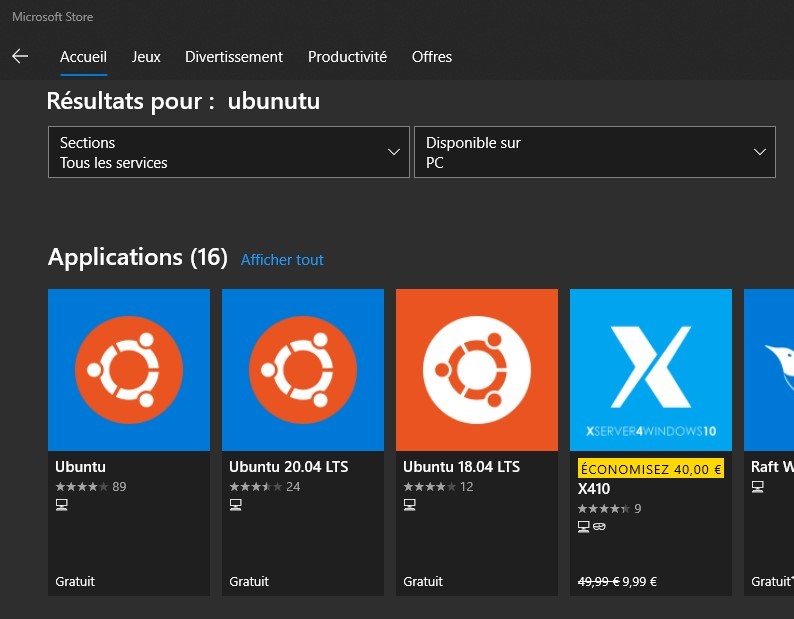 Microsoft Store
Accueil Jeux Divertissement Productivité Offres
Résultats pour : ubunutu
Sections
Tous les services
Disponible sur
PC
Applications (16) Afficher tout
XSERVER4WINDOWS10
Ubuntu
89
Gratuit
Ubuntu 20.04 LTS
24
Gratuit
Ubuntu 18.04 LTS
12
Gratuit
ÉCONOMISEZ 40,00 €
X410
9
49,99 € 9,99 €
Raft W
Gratuit